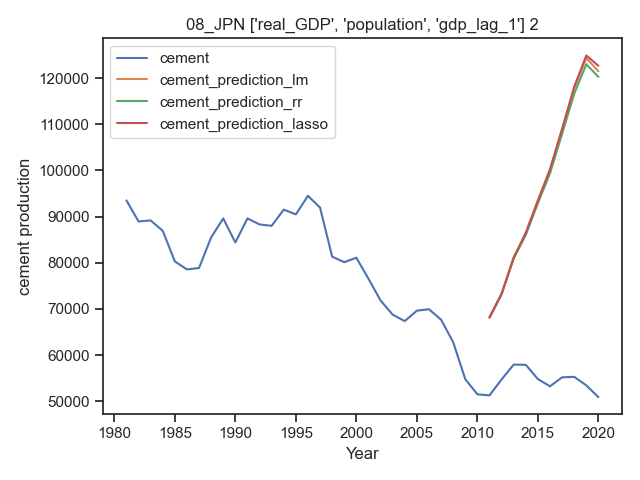 08_JPN ['real_GDP', 'population', 'gdp_lag_1'] 2
cement
cement_prediction_lm
cement_prediction_rr
cement_prediction_lasso
cement production
120000
110000
100000
90000
80000
70000
60000
50000
1980
1985
1990
1995
2000
2005
2010
2015
2020
Year